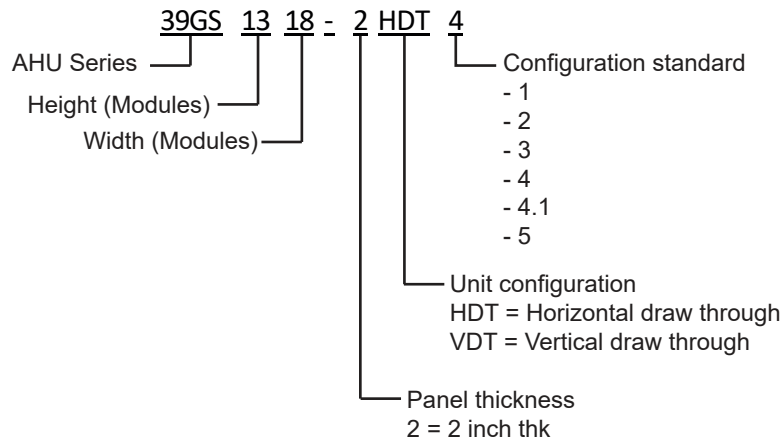 39GS 13 18 - 2 HDT 4
AHU Series
Configuration standard
Height (Modules)
- 1
Width (Modules)
- 2
- 3
- 4
- 4.1
- 5
Unit configuration
HDT = Horizontal draw through
VDT = Vertical draw through
Panel thickness
2 = 2 inch thk